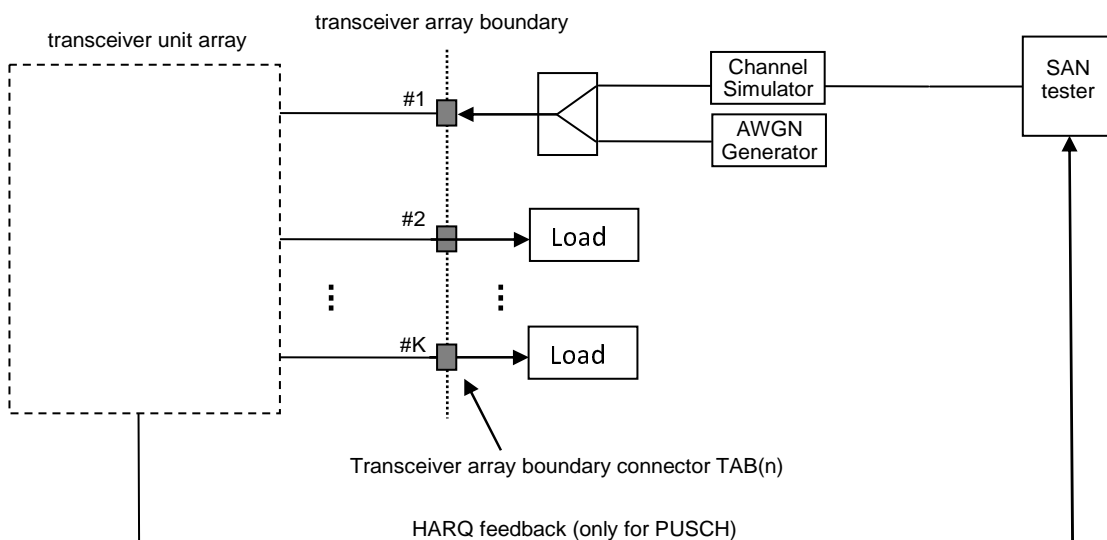 transceiver array boundary
transceiver unit array
#1
Channel
Simulator
SAN
tester
AWGN
Generator
#2
Load
...
...
#K
Load
Transceiver array boundary connector TAB(n)
HARQ feedback (only for PUSCH)